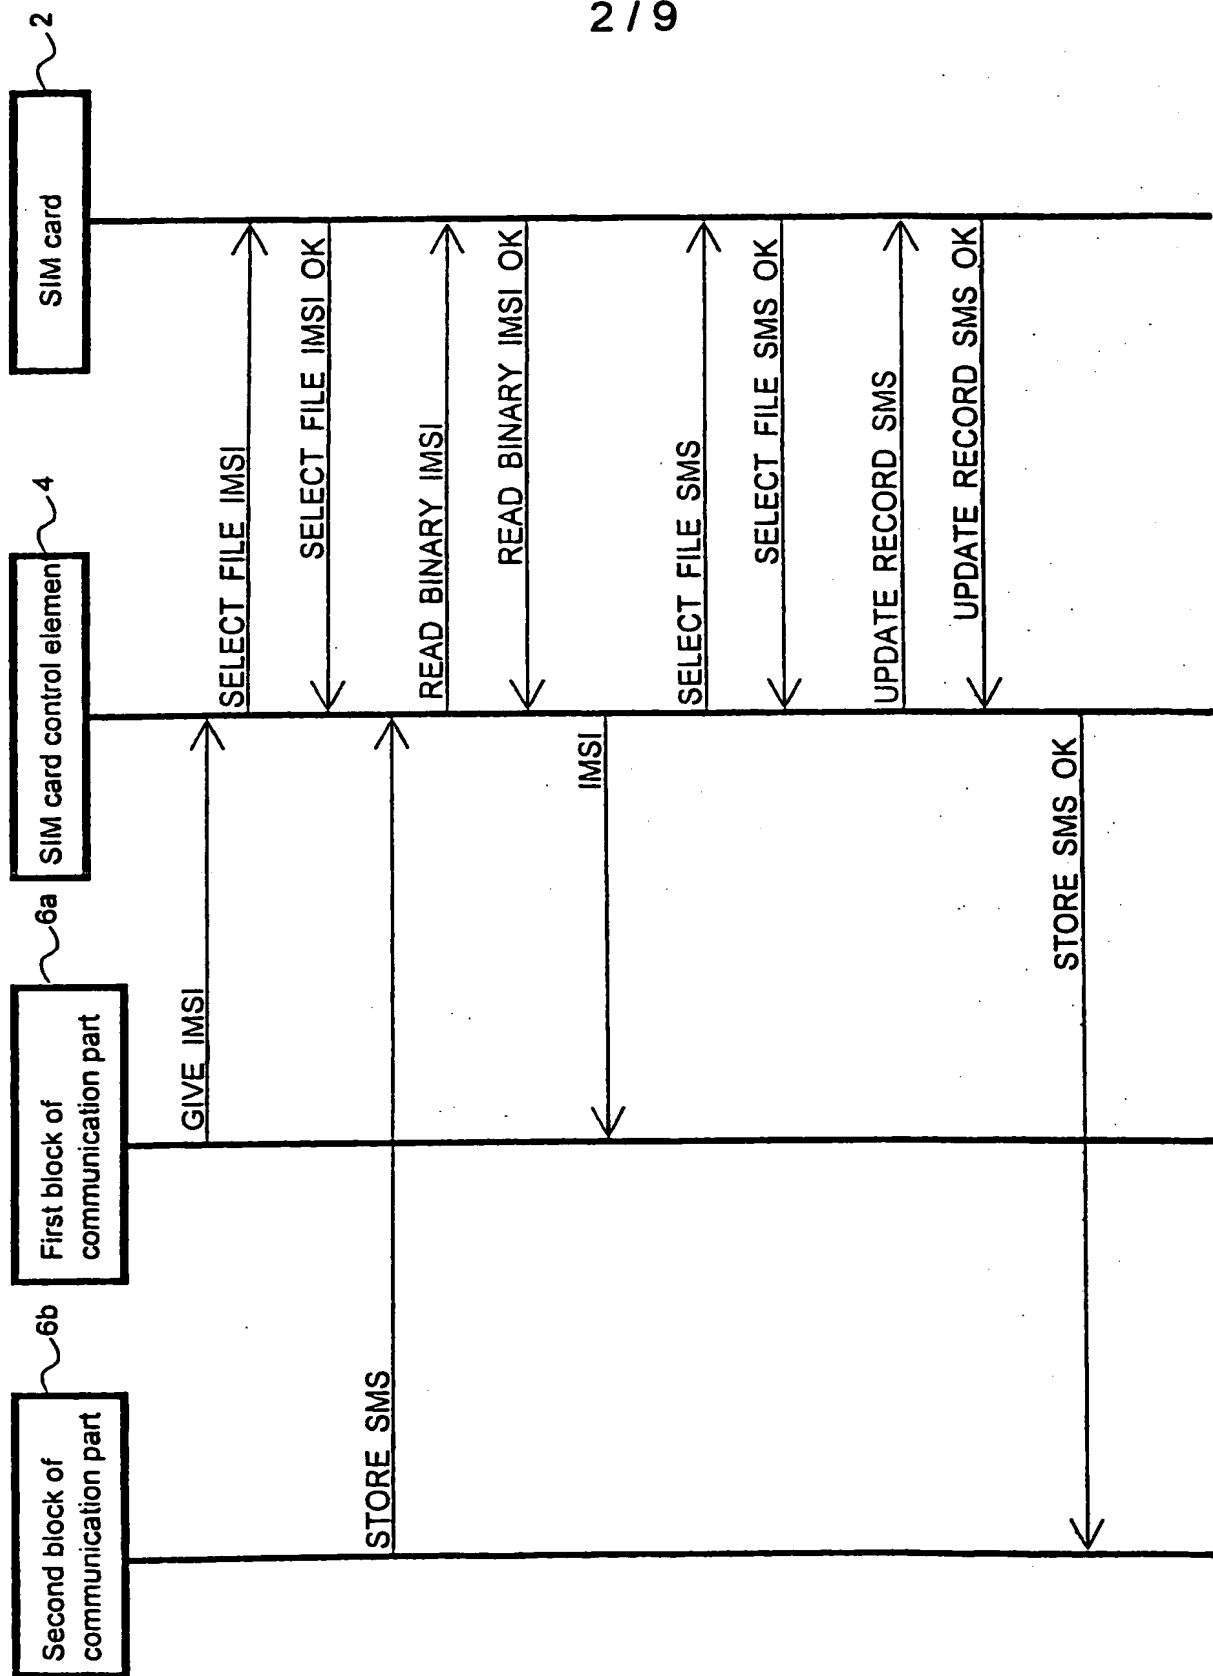 2 / 9
Second block of
communication part
6b
First block of
communication part
6a
SIM card control elemen
4
SIM card
2
GIVE IMSI
SELECT FILE IMSI
SELECT FILE IMSI OK
STORE SMS
READ BINARY IMSI
READ BINARY IMSI OK
IMSI
SELECT FILE SMS
SELECT FILE SMS OK
UPDATE RECORD SMS
UPDATE RECORD SMS OK
STORE SMS OK